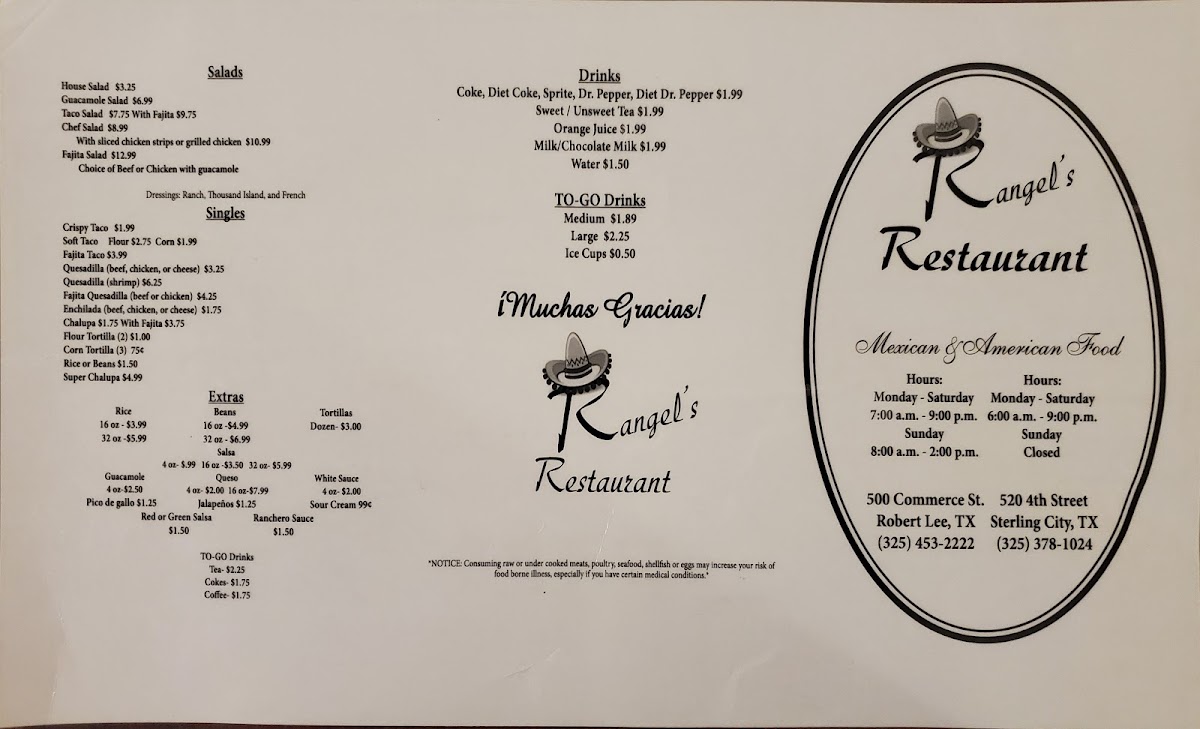 Salads
House Salad $3.25
Guacamole Salad $6.99
Taco Salad $7.75 With Fajita $9.75
Chef Salad $8.99
With sliced chicken strips or grilled chicken $10.99
Fajita Salad $12.99
Choice of Beef or Chicken with guacamole
Dressings: Ranch, Thousand Island, and French
Singles
Crispy Taco $1.99
Soft Taco Flour $2.75 Corn $1.99
Fajita Taco $3.99
Quesadilla (beef, chicken, or cheese) $3.25
Quesadilla (shrimp) $6.25
Fajita Quesadilla (beef or chicken) $4.25
Enchilada (beef, chicken, or cheese) $1.75
Chalupa $1.75 With Fajita $3.75
Flour Tortilla (2) $1.00
Corn Tortilla (3) 75¢
Rice or Beans $1.50
Super Chalupa $4.99
Extras
Rice Beans Tortillas
16 oz - $3.99 16 oz -$4.99 Dozen- $3.00
32 oz -$5.99 32 oz - $6.99
Salsa
4 oz- $.99 16 oz -$3.50 32 oz- $5.99
Guacamole Queso White Sauce
4 oz-$2.50 4 oz- $2.00 16 oz-$7.99 4 oz- $2.00
Pico de gallo $1.25 Jalapeños $1.25 Sour Cream 99¢
Red or Green Salsa Ranchero Sauce
$1.50 $1.50
TO-GO Drinks
Tea- $2.25
Cokes- $1.75
Coffee- $1.75
Drinks
Coke, Diet Coke, Sprite, Dr. Pepper, Diet Dr. Pepper $1.99
Sweet / Unsweet Tea $1.99
Orange Juice $1.99
Milk/Chocolate Milk $1.99
Water $1.50
TO-GO Drinks
Medium $1.89
Large $2.25
Ice Cups $0.50
¡Muchas Gracias!
Rangel's
Restaurant
*NOTICE: Consuming raw or under cooked meats, poultry, seafood, shellfish or eggs may increase your risk of
food borne illness, especially if you have certain medical conditions.*
Rangel's
Restaurant
Mexican & American Food
Hours: Hours:
Monday - Saturday Monday - Saturday
7:00 a.m. - 9:00 p.m. 6:00 a.m. - 9:00 p.m.
Sunday Sunday
8:00 a.m. - 2:00 p.m. Closed
500 Commerce St. 520 4th Street
Robert Lee, TX Sterling City, TX
(325) 453-2222 (325) 378-1024